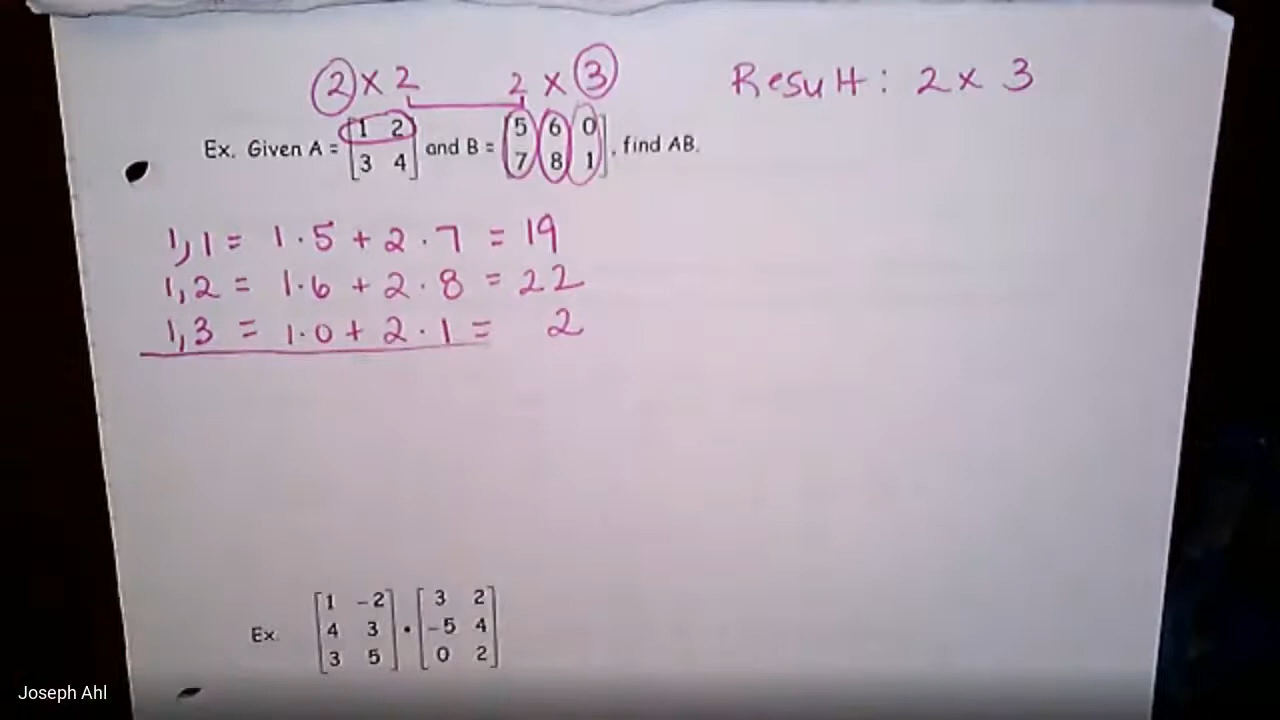 2 x 2 2 x 3 Result: 2 x 3
Ex. Given A = [1 2 3 4] and B = [5 6 0 7 8 1], find AB.
1,1 = 1·5 + 2·7 = 19
1,2 = 1·6 + 2·8 = 22
1,3 = 1·0 + 2·1 = 2
Ex. [1 -2 4 3 3 5] · [3 2 -5 4 0 2]
Joseph Ahl